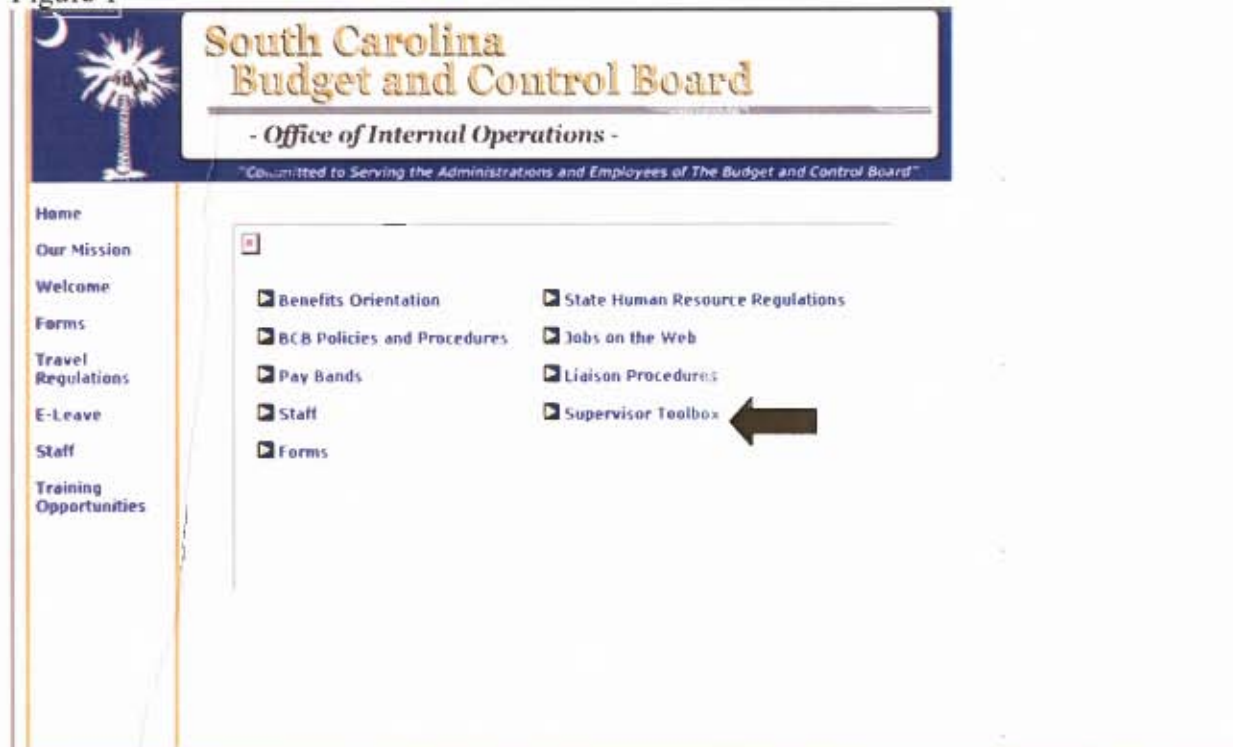 South Carolina
Budget and Control Board
- Office of Internal Operations -
"Committed to Serving the Administrations and Employees of The Budget and Control Board"
Home
Our Mission
Welcome
Forms
Travel
Regulations
E-Leave
Staff
Training
Opportunities
Benefits Orientation
BCB Policies and Procedures
Pay Bands
Staff
Forms
State Human Resource Regulations
Jobs on the Web
Liaison Procedures
Supervisor Toolbox